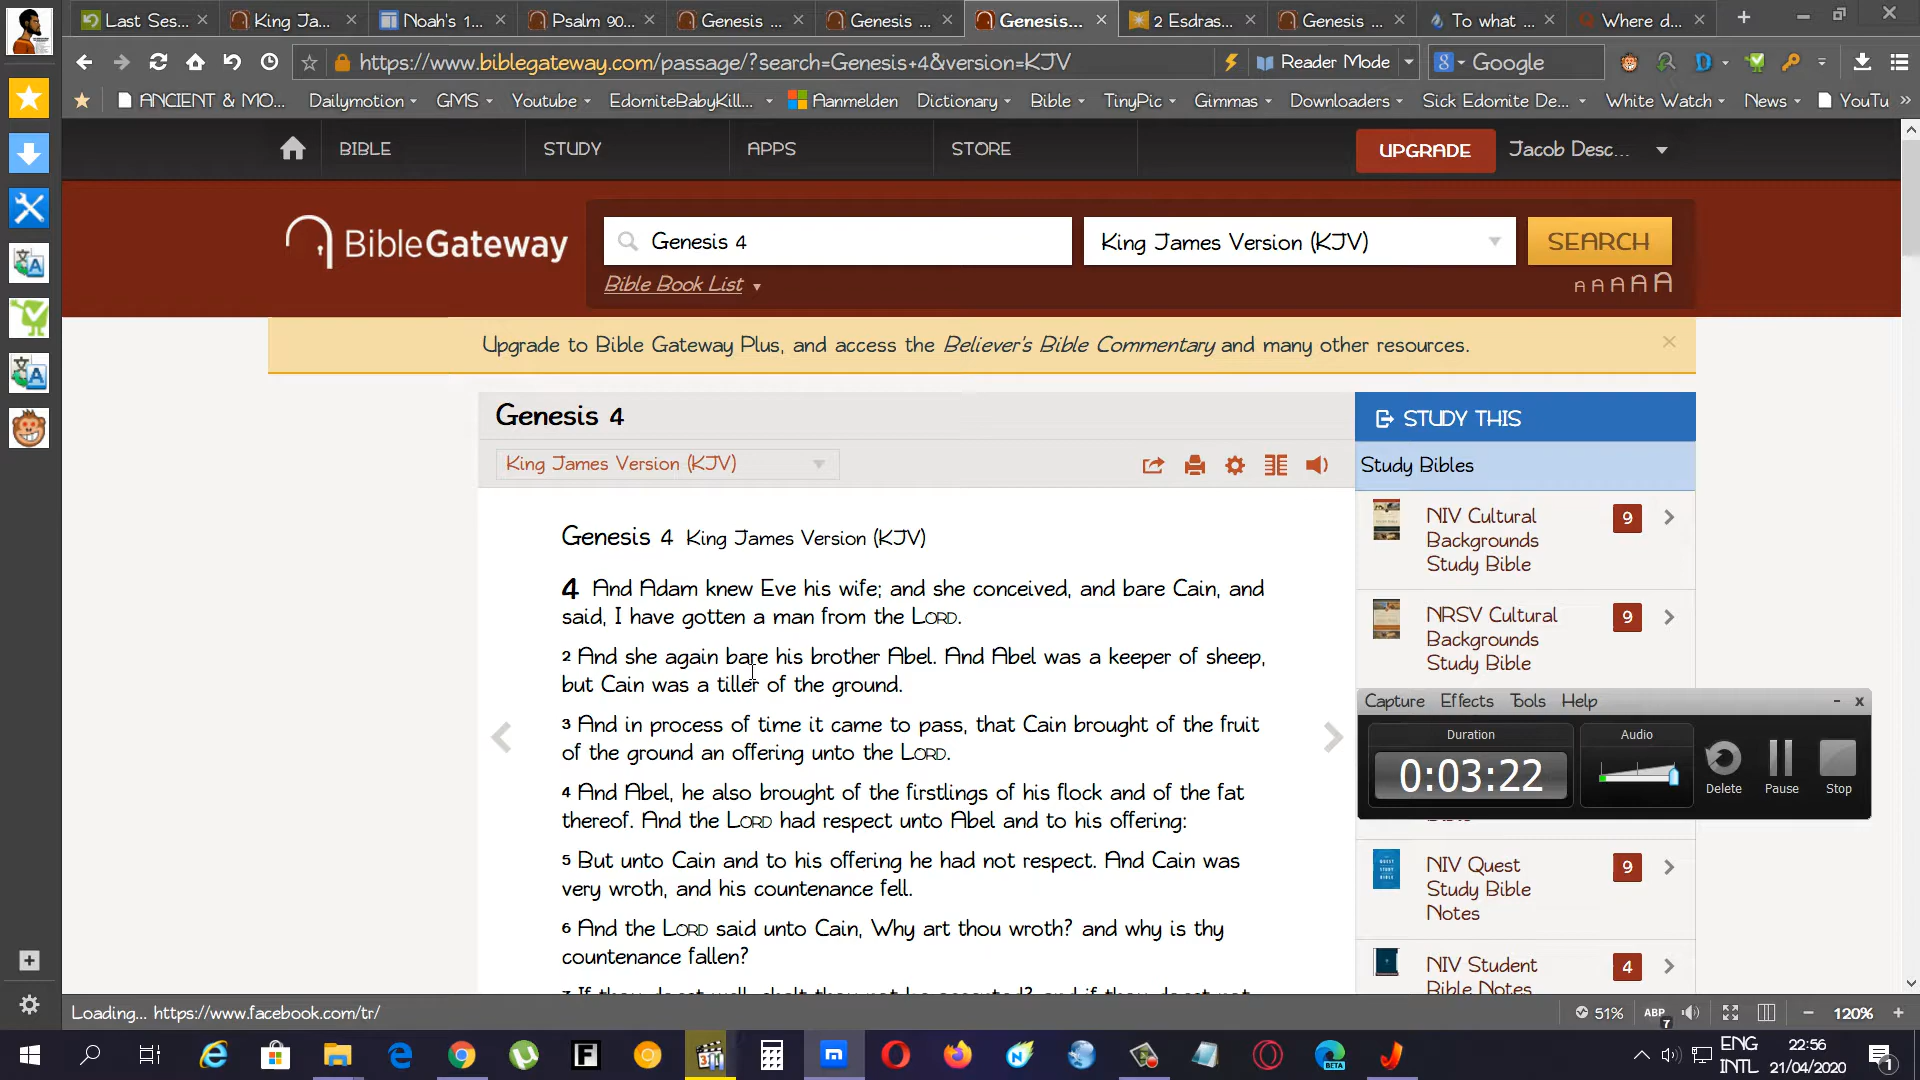 Last Ses...
King Ja...
Noah's 1...
Psalm 90...
Genesis ...
Genesis ...
Genesis...
2 Esdras...
Genesis ...
To what ...
Where d...
https://www.biblegateway.com/passage/?search=Genesis+4&version=KJV
Reader Mode
Google
ANCIENT & MO...
Dailymotion
GMS
Youtube
EdomiteBabyKill...
Aanmelden
Dictionary
Bible
TinyPic
Gimmas
Downloaders
Sick Edomite De...
White Watch
News
YouTu
BIBLE
STUDY
APPS
STORE
UPGRADE
Jacob Desc...
BibleGateway
Genesis 4
King James Version (KJV)
SEARCH
Bible Book List
A A A A A
Upgrade to Bible Gateway Plus, and access the Believer's Bible Commentary and many other resources.
Genesis 4
King James Version (KJV)
Genesis 4 King James Version (KJV)
4 And Adam knew Eve his wife; and she conceived, and bare Cain, and
said, I have gotten a man from the LORD.
2 And she again bare his brother Abel. And Abel was a keeper of sheep,
but Cain was a tiller of the ground.
3 And in process of time it came to pass, that Cain brought of the fruit
of the ground an offering unto the LORD.
4 And Abel, he also brought of the firstlings of his flock and of the fat
thereof. And the LORD had respect unto Abel and to his offering:
5 But unto Cain and to his offering he had not respect. And Cain was
very wroth, and his countenance fell.
6 And the LORD said unto Cain, Why art thou wroth? and why is thy
countenance fallen?
STUDY THIS
Study Bibles
NIV Cultural
Backgrounds
Study Bible
9
NRSV Cultural
Backgrounds
Study Bible
9
Capture Effects Tools Help
Duration
0:03:22
Audio
Delete
Pause
Stop
NIV Quest
Study Bible
Notes
9
NIV Student
Bible Notes
4
Loading... https://www.facebook.com/tr/
51%
ABP
7
120%
ENG
INTL
22:56
21/04/2020
1